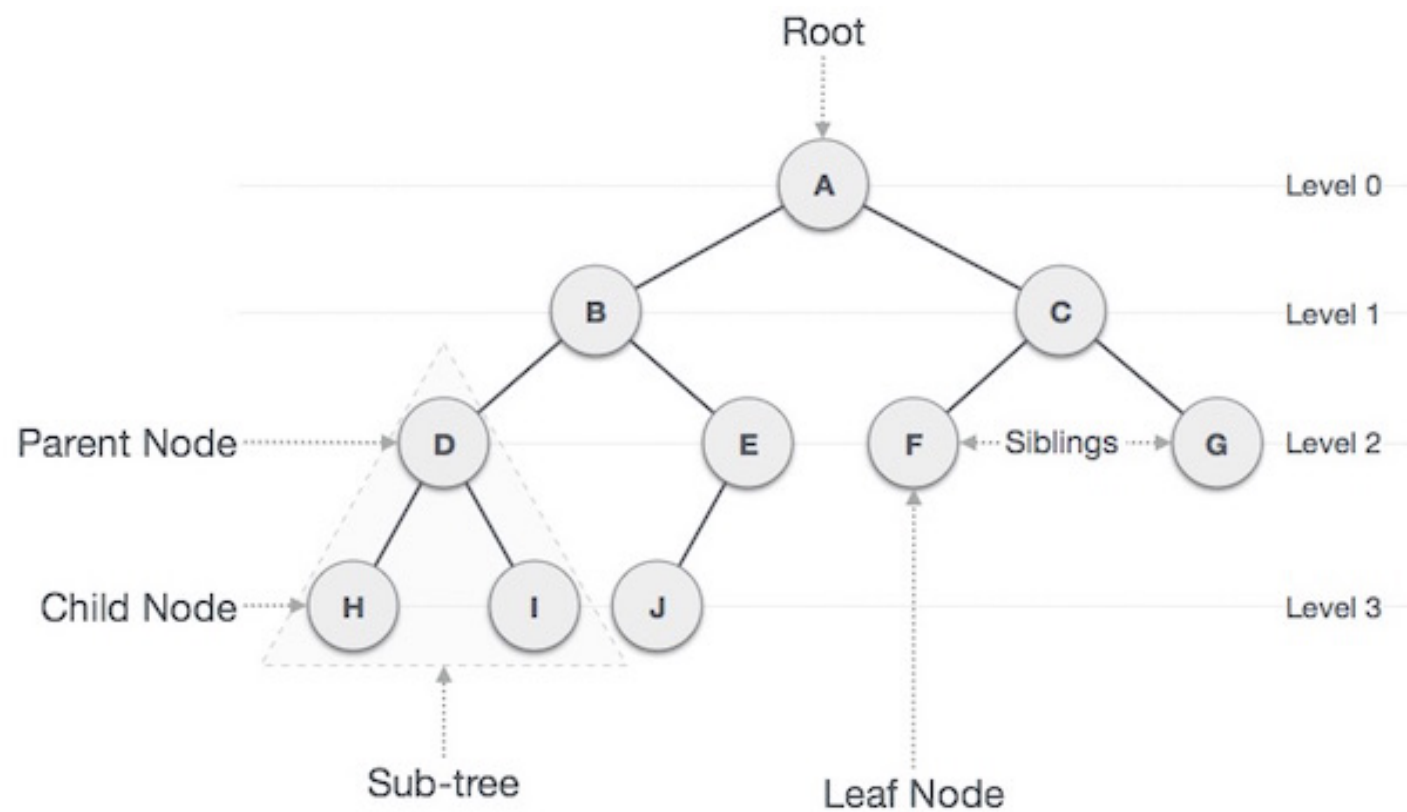 Root
A
Level 0
B
C
Level 1
Parent Node
D
E
F
Siblings
G
Level 2
Child Node
H
I
J
Level 3
Sub-tree
Leaf Node